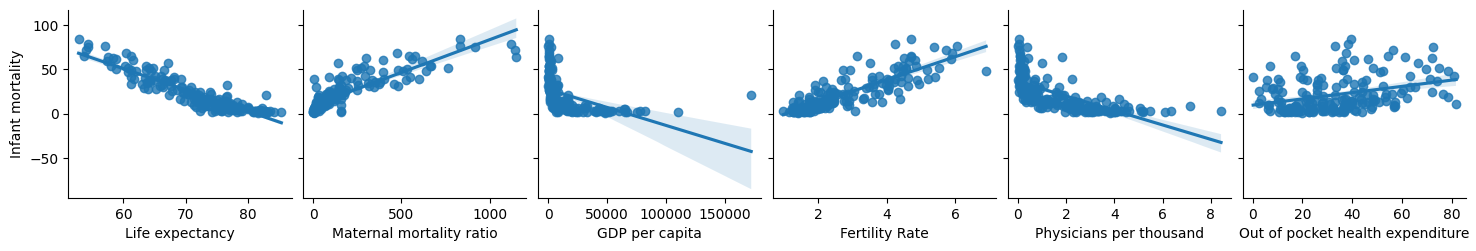 Infant mortality
100
50
0
−50
60 70 80
Life expectancy
0 500 1000
Maternal mortality ratio
0 50000 100000 150000
GDP per capita
2 4 6
Fertility Rate
0 2 4 6 8
Physicians per thousand
0 20 40 60 80
Out of pocket health expenditure